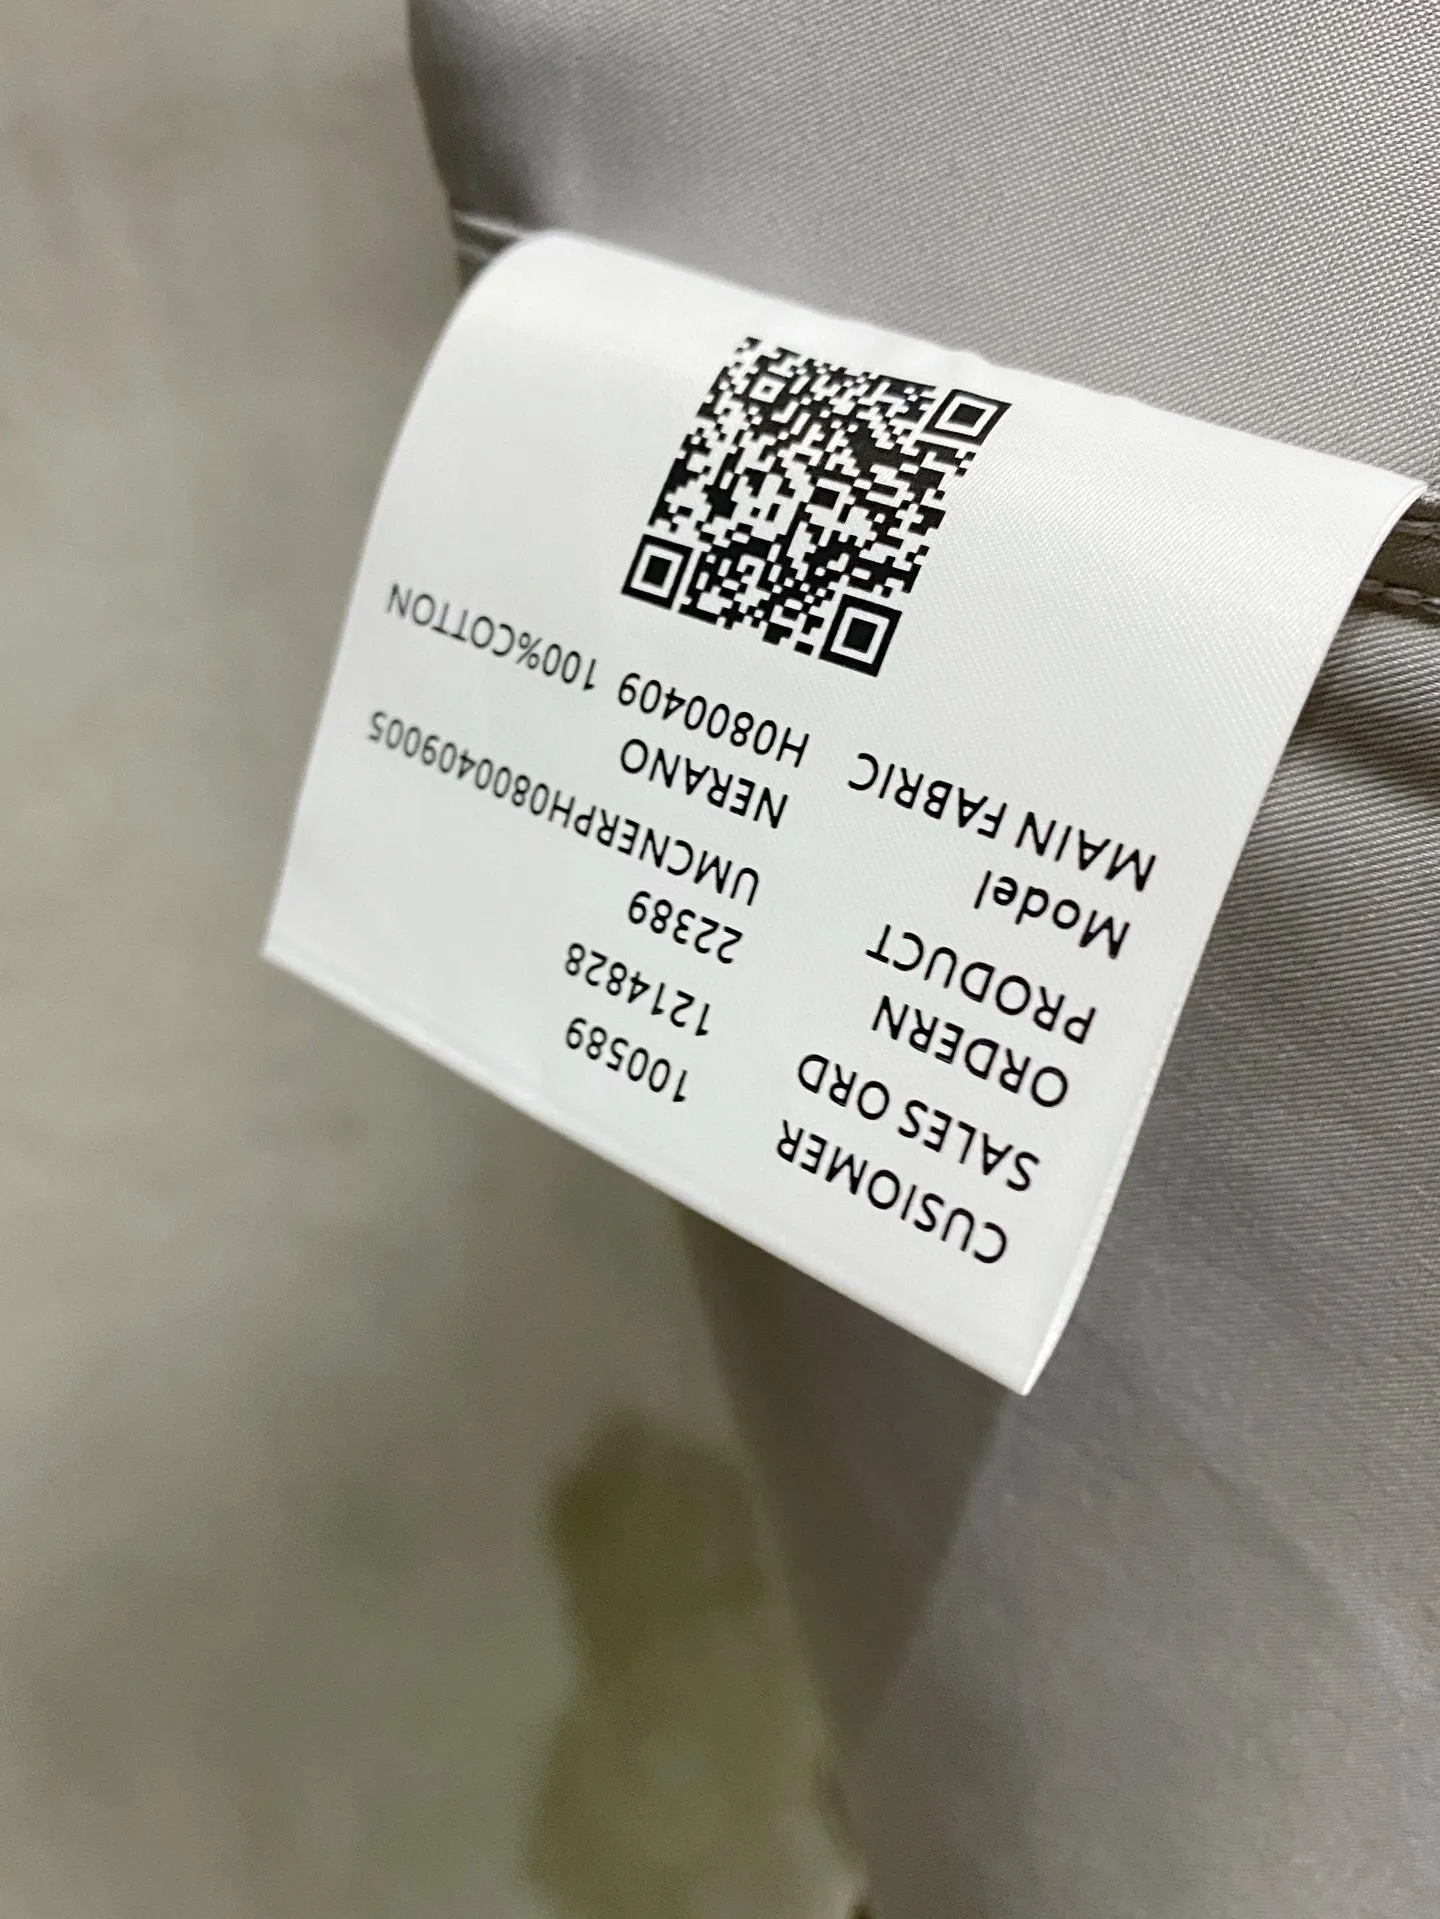 CUSIOMER 100589
SALES ORD 1214828
ORDERN 22389
PRODUCT UMCNERPH0800409005
Model NERANO
MAIN FABRIC H0800409 100%COTTON